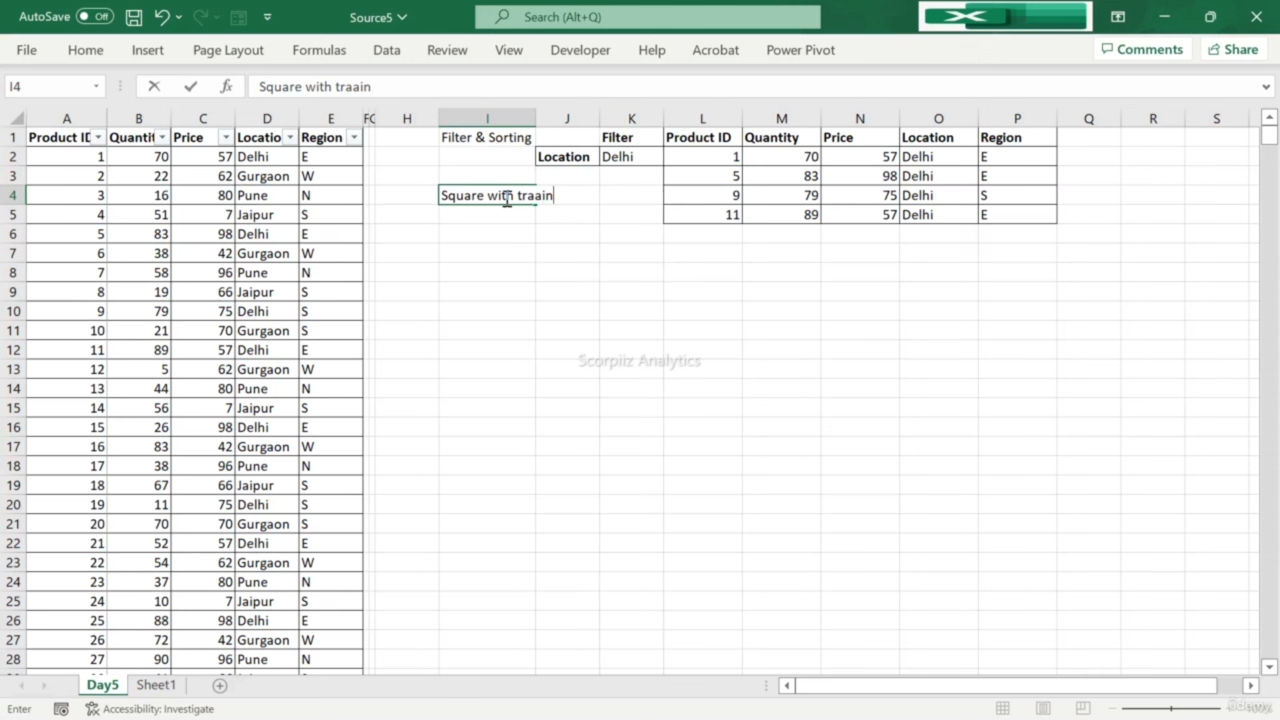 AutoSave Off Source5 Search (Alt+Q)
File Home Insert Page Layout Formulas Data Review View Developer Help Acrobat Power Pivot Comments Share
I4 fx Square with traain
A B C D E F G H I J K L M N O P Q R S
1 Product ID Quantit Price Locatio Region Filter & Sorting Filter Product ID Quantity Price Location Region
2 1 70 57 Delhi E Location Delhi 1 70 57 Delhi E
3 2 22 62 Gurgaon W 5 83 98 Delhi E
4 3 16 80 Pune N Square with traain 9 79 75 Delhi S
5 4 51 7 Jaipur S 11 89 57 Delhi E
6 5 83 98 Delhi E
7 6 38 42 Gurgaon W
8 7 58 96 Pune N
9 8 19 66 Jaipur S
10 9 79 75 Delhi S
11 10 21 70 Gurgaon S
12 11 89 57 Delhi E
13 12 5 62 Gurgaon W
14 13 44 80 Pune N
15 14 56 7 Jaipur S
16 15 26 98 Delhi E
17 16 83 42 Gurgaon W
18 17 38 96 Pune N
19 18 67 66 Jaipur S
20 19 11 75 Delhi S
21 20 70 70 Gurgaon S
22 21 52 57 Delhi E
23 22 54 62 Gurgaon W
24 23 37 80 Pune N
25 24 10 7 Jaipur S
26 25 88 98 Delhi E
27 26 72 42 Gurgaon W
28 27 90 96 Pune N
Scorpiiz Analytics
Day5 Sheet1
Enter Accessibility: Investigate